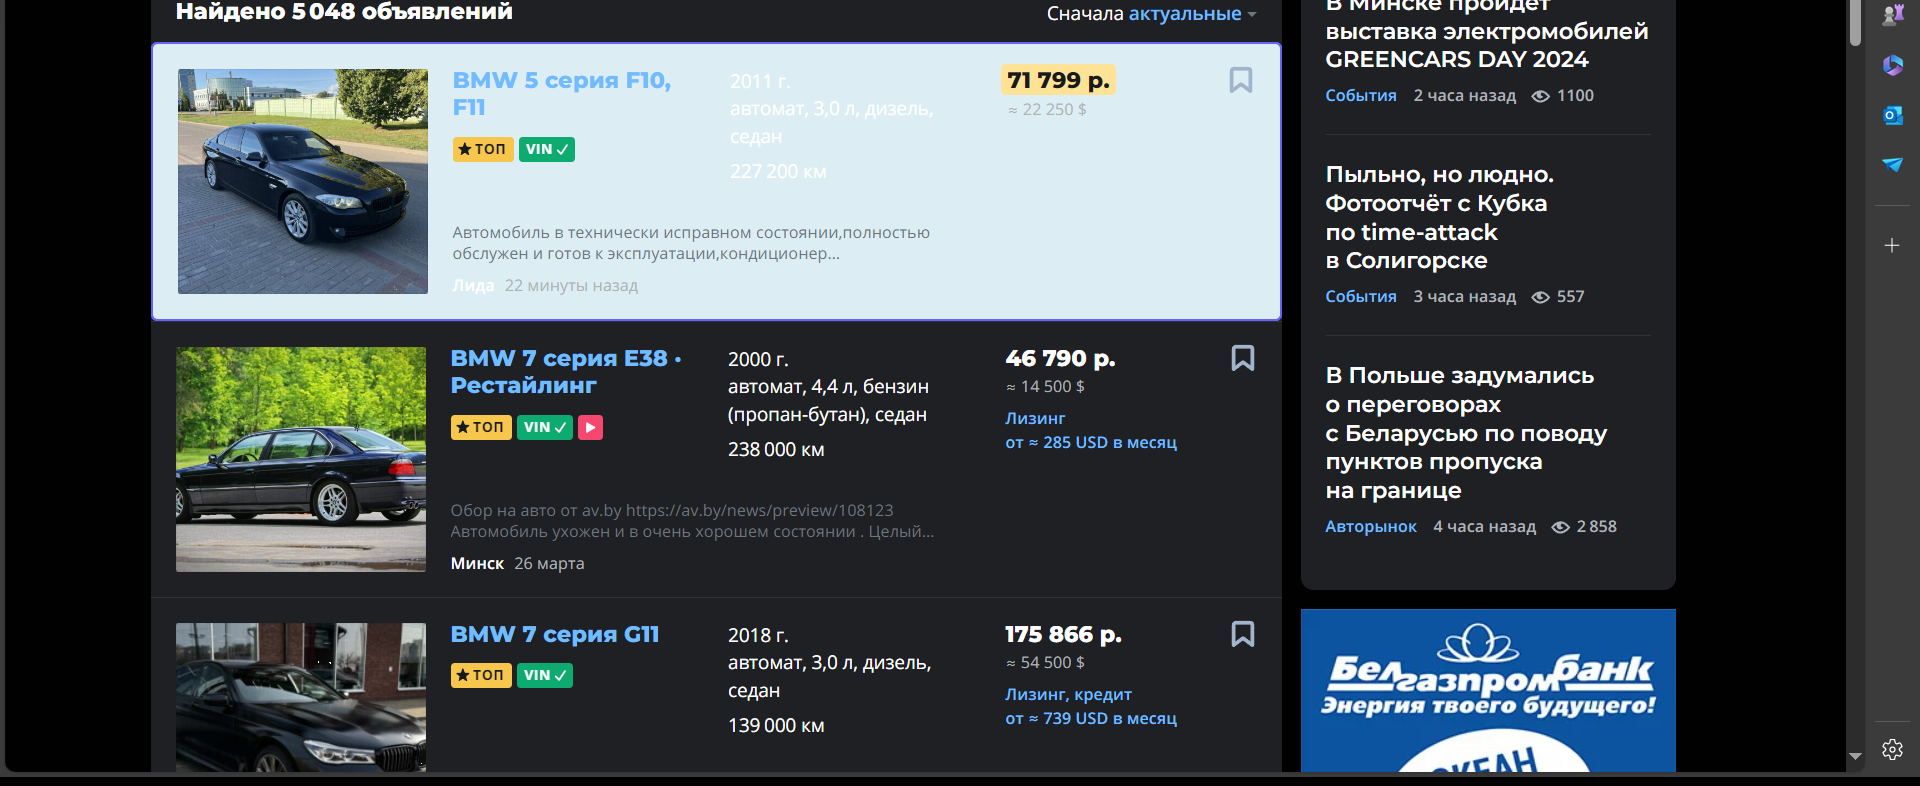 Найдено 5 048 объявлений
Сначала актуальные
BMW 5 серия F10,
F11
ТОП
VIN
2011 г.
автомат, 3,0 л, дизель,
седан
227 200 км
71 799 р.
≈ 22 250 $
Автомобиль в технически исправном состоянии,полностью
обслужен и готов к эксплуатации,кондиционер...
Лида 22 минуты назад
BMW 7 серия E38 ·
Рестайлинг
ТОП
VIN
2000 г.
автомат, 4,4 л, бензин
(пропан-бутан), седан
238 000 км
46 790 р.
≈ 14 500 $
Лизинг
от ≈ 285 USD в месяц
Обор на авто от av.by https://av.by/news/preview/108123
Автомобиль ухожен и в очень хорошем состоянии . Целый...
Минск 26 марта
BMW 7 серия G11
ТОП
VIN
2018 г.
автомат, 3,0 л, дизель,
седан
139 000 км
175 866 р.
≈ 54 500 $
Лизинг, кредит
от ≈ 739 USD в месяц
В Минске пройдёт
выставка электромобилей
GREENCARS DAY 2024
События 2 часа назад 1100
Пыльно, но людно.
Фотоотчёт с Кубка
по time-attack
в Солигорске
События 3 часа назад 557
В Польше задумались
о переговорах
с Беларусью по поводу
пунктов пропуска
на границе
Авторынок 4 часа назад 2 858
Белгазпромбанк
Энергия твоего будущего!
ОКЕАН